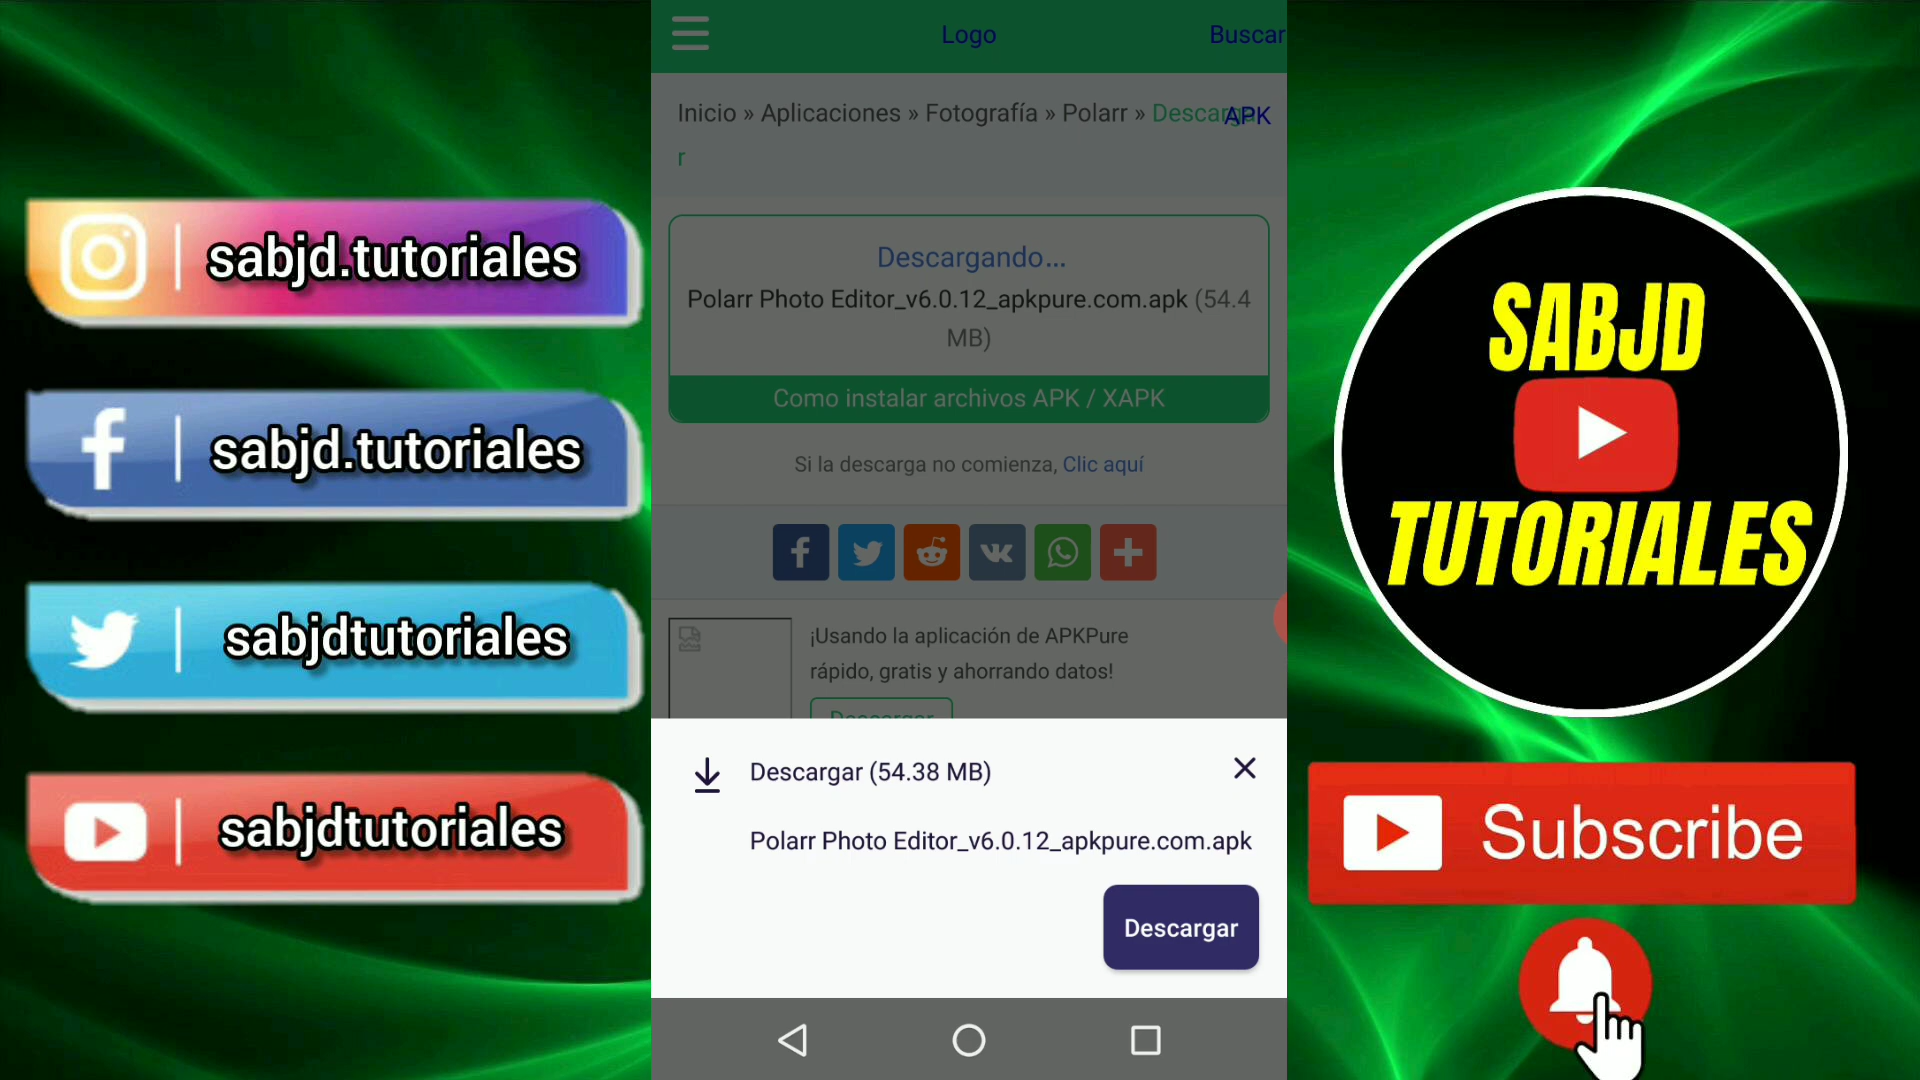 sabjd.tutoriales
sabjd.tutoriales
sabjdtutoriales
sabjdtutoriales
Logo
Buscar
Inicio » Aplicaciones » Fotografía » Polarr » Descarga
r
APK
Descargando...
Polarr Photo Editor_v6.0.12_apkpure.com.apk (54.4
MB)
Como instalar archivos APK / XAPK
Si la descarga no comienza, Clic aquí
¡Usando la aplicación de APKPure
rápido, gratis y ahorrando datos!
Descargar
Descargar (54.38 MB)
Polarr Photo Editor_v6.0.12_apkpure.com.apk
Descargar
SABJD
TUTORIALES
Subscribe